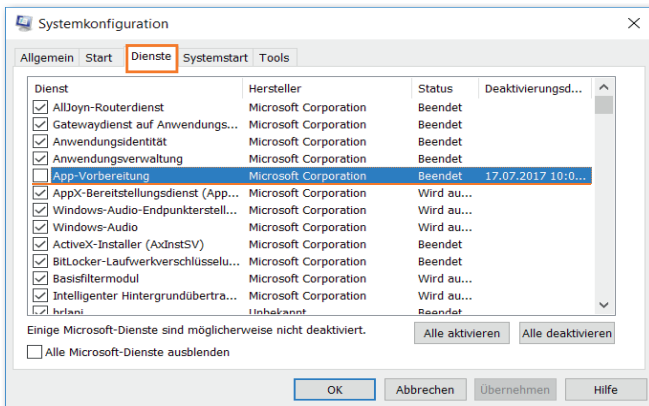 Systemkonfiguration
Allgemein Start Dienste Systemstart Tools
Dienst Hersteller Status Deaktivierungsd...
AllJoyn-Routerdienst Microsoft Corporation Beendet
Gatewaydienst auf Anwendungs... Microsoft Corporation Beendet
Anwendungsidentität Microsoft Corporation Beendet
Anwendungsverwaltung Microsoft Corporation Beendet
App-Vorbereitung Microsoft Corporation Beendet 17.07.2017 10:0...
AppX-Bereitstellungsdienst (App... Microsoft Corporation Wird au...
Windows-Audio-Endpunkterstell... Microsoft Corporation Wird au...
Windows-Audio Microsoft Corporation Wird au...
ActiveX-Installer (AxInstSV) Microsoft Corporation Beendet
BitLocker-Laufwerkverschlüsselu... Microsoft Corporation Beendet
Basisfiltermodul Microsoft Corporation Wird au...
Intelligenter Hintergrundübertra... Microsoft Corporation Wird au...
Unbekannt Beendet
Einige Microsoft-Dienste sind möglicherweise nicht deaktiviert.
Alle aktivieren Alle deaktivieren
Alle Microsoft-Dienste ausblenden
OK Abbrechen Übernehmen Hilfe